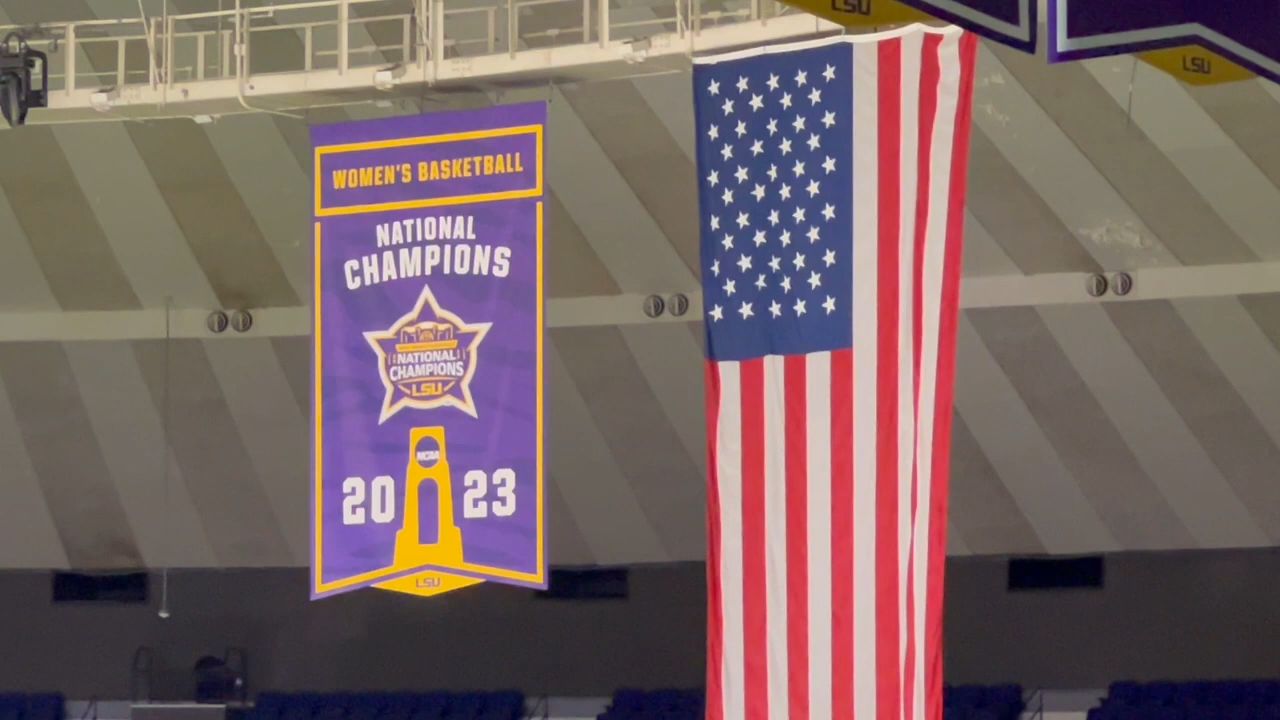 LSU
LSU
WOMEN'S BASKETBALL
NATIONAL
CHAMPIONS
NATIONAL
CHAMPIONS
LSU
NCAA
20 23
LSU